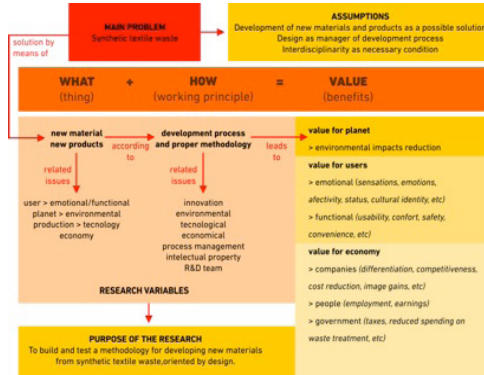 MAIN PROBLEM
Synthetic textile waste
ASSUMPTIONS
Development of new materials and products as a possible solution
Design as manager of development process
Interdisciplinarity as necessary condition
solution by
means of
WHAT + HOW = VALUE
(thing) (working principle) (benefits)
new material
new products
according
to
development process
and proper methodology
leads
to
related
issues
user > emotional/functional
planet > environmental
production > tecnology
economy
related
issues
innovation
environmental
tecnological
economical
process management
intelectual property
R&D team
RESEARCH VARIABLES
value for planet
> environmental impacts reduction
value for users
> emotional (sensations, emotions,
afectivity, status, cultural identity, etc)
> functional (usability, confort, safety,
convenience, etc)
value for economy
> companies (differentiation, competitiveness,
cost reduction, image gains, etc)
> people (employment, earnings)
> government (taxes, reduced spending on
waste treatment, etc)
PURPOSE OF THE RESEARCH
To build and test a methodology for developing new materials
from synthetic textile waste,oriented by design.